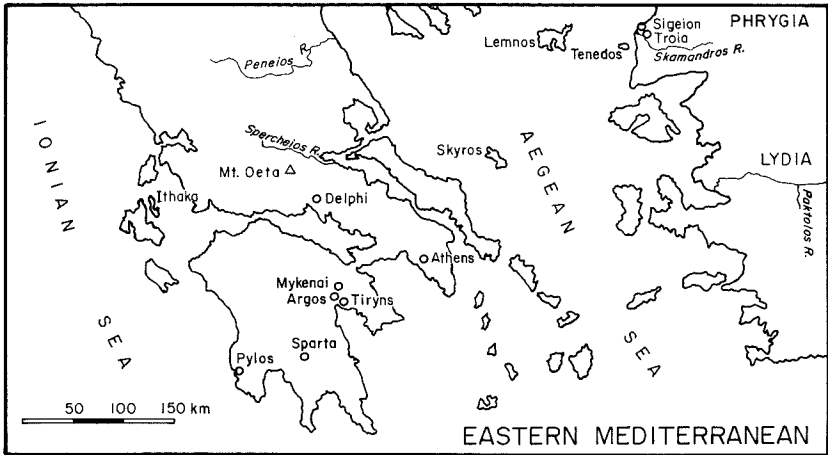 Sigeion
PHRYGIA
Troia
Lemnos
Tenedos
Skamandros R.
Peneios R.
Spercheios R.
IONIAN SEA
AEGEAN SEA
Skyros
Mt. Oeta
LYDIA
Ithaka
Delphi
Paktolos R.
Athens
Mykenai
Argos
Tiryns
Sparta
Pylos
50 100 150 km
EASTERN MEDITERRANEAN